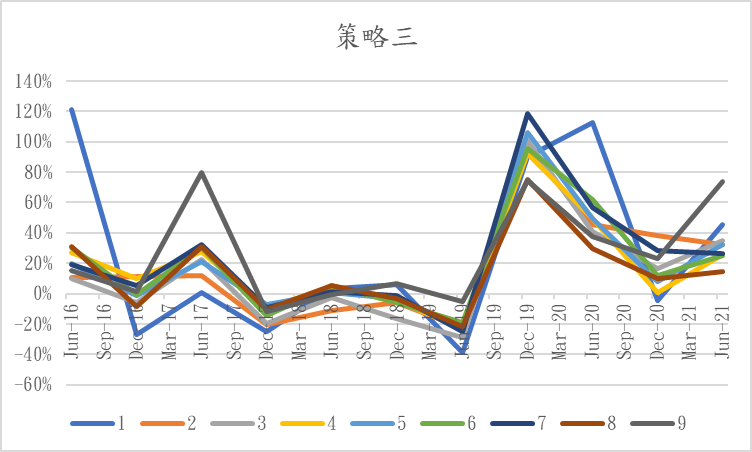 策略三
140%
120%
100%
80%
60%
40%
20%
0%
-20%
-40%
-60%
Jun-16
Sep-16
Dec-16
Mar-17
Jun-17
Sep-17
Dec-17
Mar-18
Jun-18
Sep-18
Dec-18
Mar-19
Jun-19
Sep-19
Dec-19
Mar-20
Jun-20
Sep-20
Dec-20
Mar-21
Jun-21
1 2 3 4 5 6 7 8 9